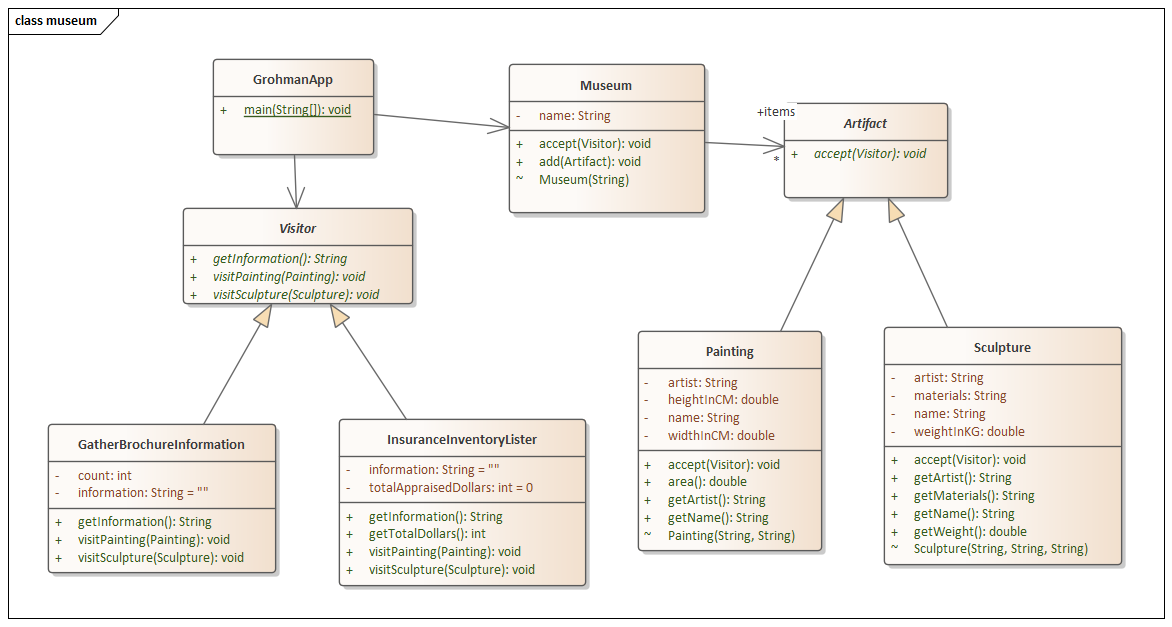 class museum
GrohmanApp
+ main(String[]): void
Museum
- name: String
+ accept(Visitor): void
+ add(Artifact): void
~ Museum(String)
+items
*
Artifact
+ accept(Visitor): void
Visitor
+ getInformation(): String
+ visitPainting(Painting): void
+ visitSculpture(Sculpture): void
GatherBrochureInformation
- count: int
- information: String = ""
+ getInformation(): String
+ visitPainting(Painting): void
+ visitSculpture(Sculpture): void
InsuranceInventoryLister
- information: String = ""
- totalAppraisedDollars: int = 0
+ getInformation(): String
+ getTotalDollars(): int
+ visitPainting(Painting): void
+ visitSculpture(Sculpture): void
Painting
- artist: String
- heightInCM: double
- name: String
- widthInCM: double
+ accept(Visitor): void
+ area(): double
+ getArtist(): String
+ getName(): String
~ Painting(String, String)
Sculpture
- artist: String
- materials: String
- name: String
- weightInKG: double
+ accept(Visitor): void
+ getArtist(): String
+ getMaterials(): String
+ getName(): String
+ getWeight(): double
~ Sculpture(String, String, String)